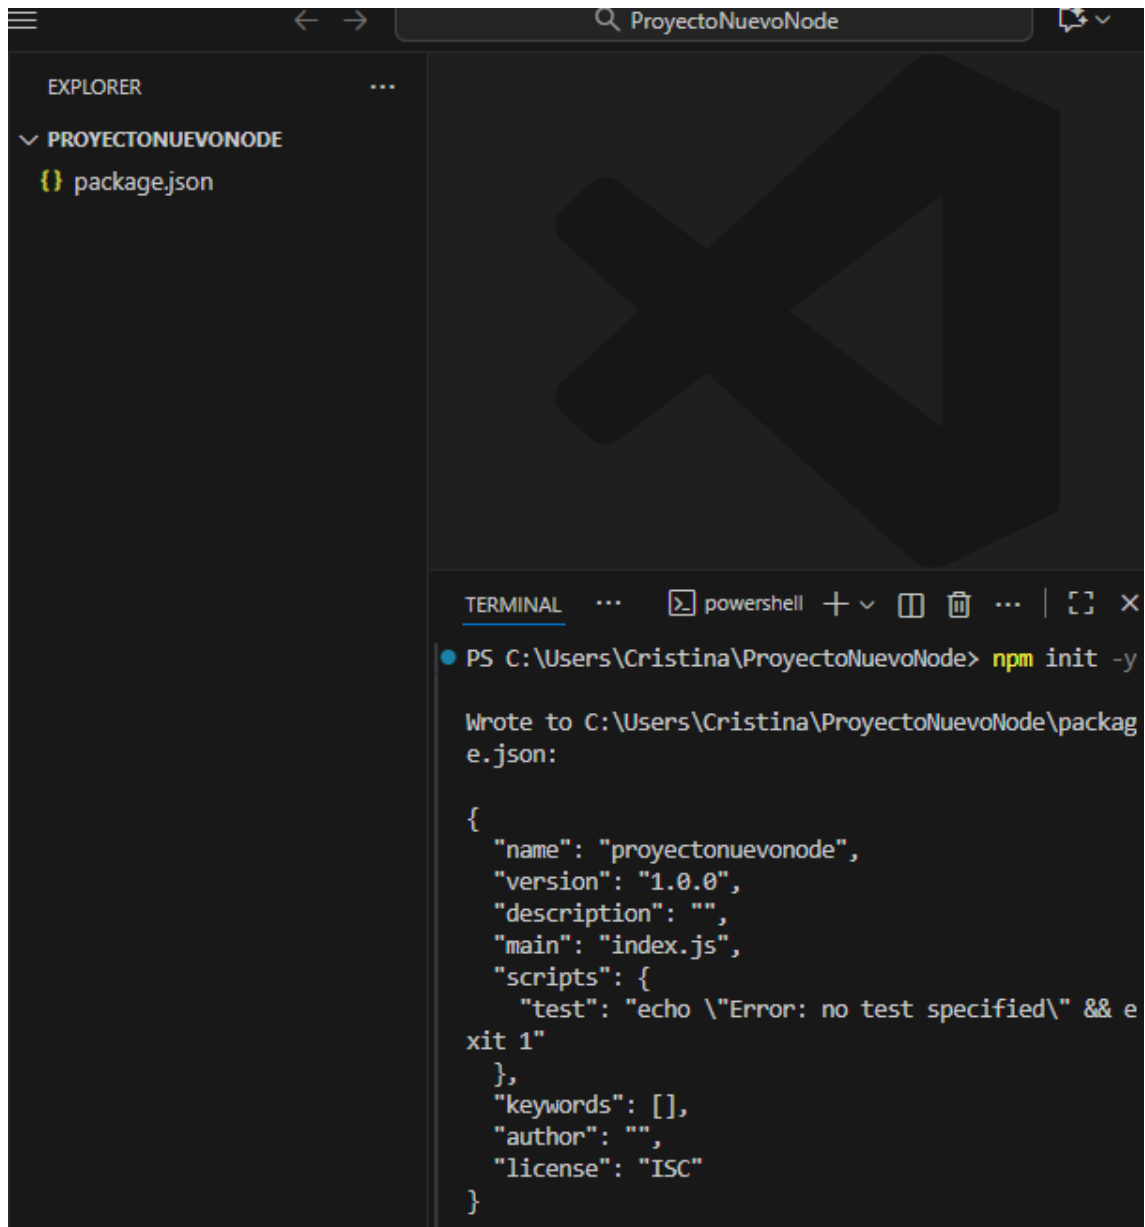 ProyectoNuevoNode
EXPLORER
PROYECTONUEVONODE
{} package.json
TERMINAL
powershell
PS C:\Users\Cristina\ProyectoNuevoNode> npm init -y
Wrote to C:\Users\Cristina\ProyectoNuevoNode\packag
e.json:
{
"name": "proyectonuevonode",
"version": "1.0.0",
"description": "",
"main": "index.js",
"scripts": {
"test": "echo \"Error: no test specified\" && e
xit 1"
},
"keywords": [],
"author": "",
"license": "ISC"
}